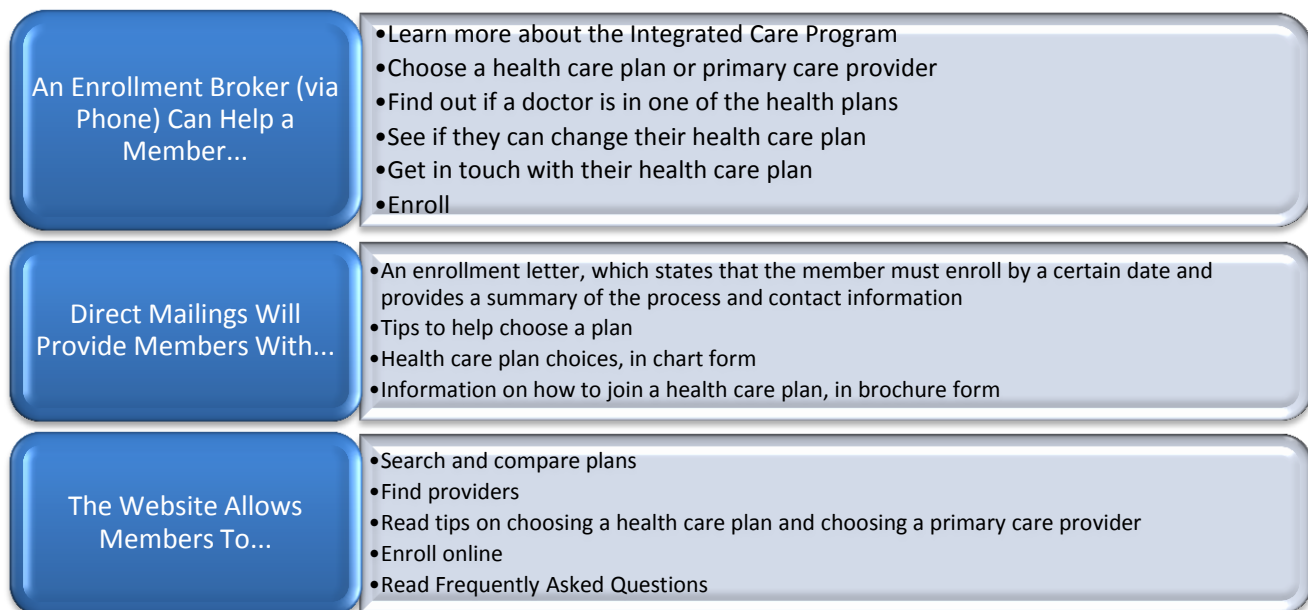 An Enrollment Broker (via
Phone) Can Help a
Member...
•Learn more about the Integrated Care Program
•Choose a health care plan or primary care provider
•Find out if a doctor is in one of the health plans
•See if they can change their health care plan
•Get in touch with their health care plan
•Enroll
Direct Mailings Will
Provide Members With...
•An enrollment letter, which states that the member must enroll by a certain date and
provides a summary of the process and contact information
•Tips to help choose a plan
•Health care plan choices, in chart form
•Information on how to join a health care plan, in brochure form
The Website Allows
Members To...
•Search and compare plans
•Find providers
•Read tips on choosing a health care plan and choosing a primary care provider
•Enroll online
•Read Frequently Asked Questions